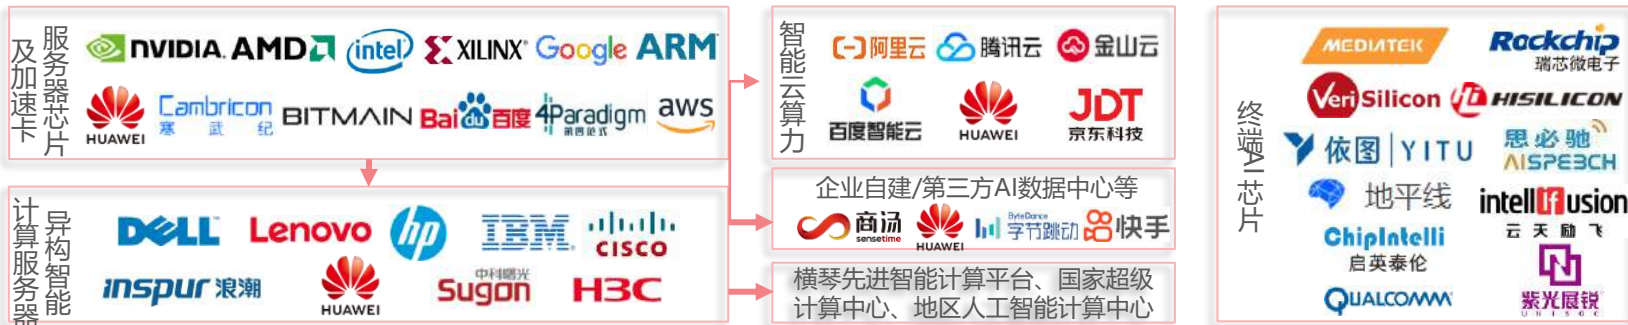 服务器芯片
及加速卡
NVIDIA. AMD intel XILINX Google ARM
HUAWEI Cambricon 寒武纪 BITMAIN Bai du 百度 4Paradigm 第四范式 aws
异构智能
计算服务器
DELL Lenovo hp IBM. CISCO
inspur 浪潮 HUAWEI 中科曙光 Sugon H3C
智能云算力
阿里云 腾讯云 金山云
百度智能云 HUAWEI JDT 京东科技
企业自建/第三方AI数据中心等
商汤 sensetime HUAWEI ByteDance 字节跳动 快手
横琴先进智能计算平台、国家超级
计算中心、地区人工智能计算中心
终端AI芯片
MEDIATEK Rockchip 瑞芯微电子
VeriSilicon HISILICON
依图 YITU 思必驰 AISPEECH
地平线 intellifusion 云天励飞
ChipIntelli 启英泰伦
QUALCOMM 紫光展锐 UNISOC